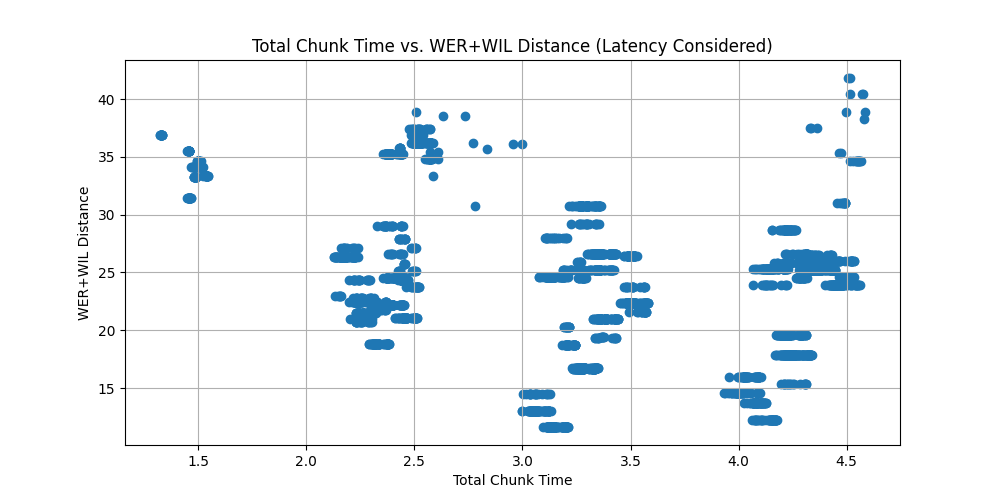 Total Chunk Time vs. WER+WIL Distance (Latency Considered)
WER+WIL Distance
40
35
30
25
20
15
1.5 2.0 2.5 3.0 3.5 4.0 4.5
Total Chunk Time